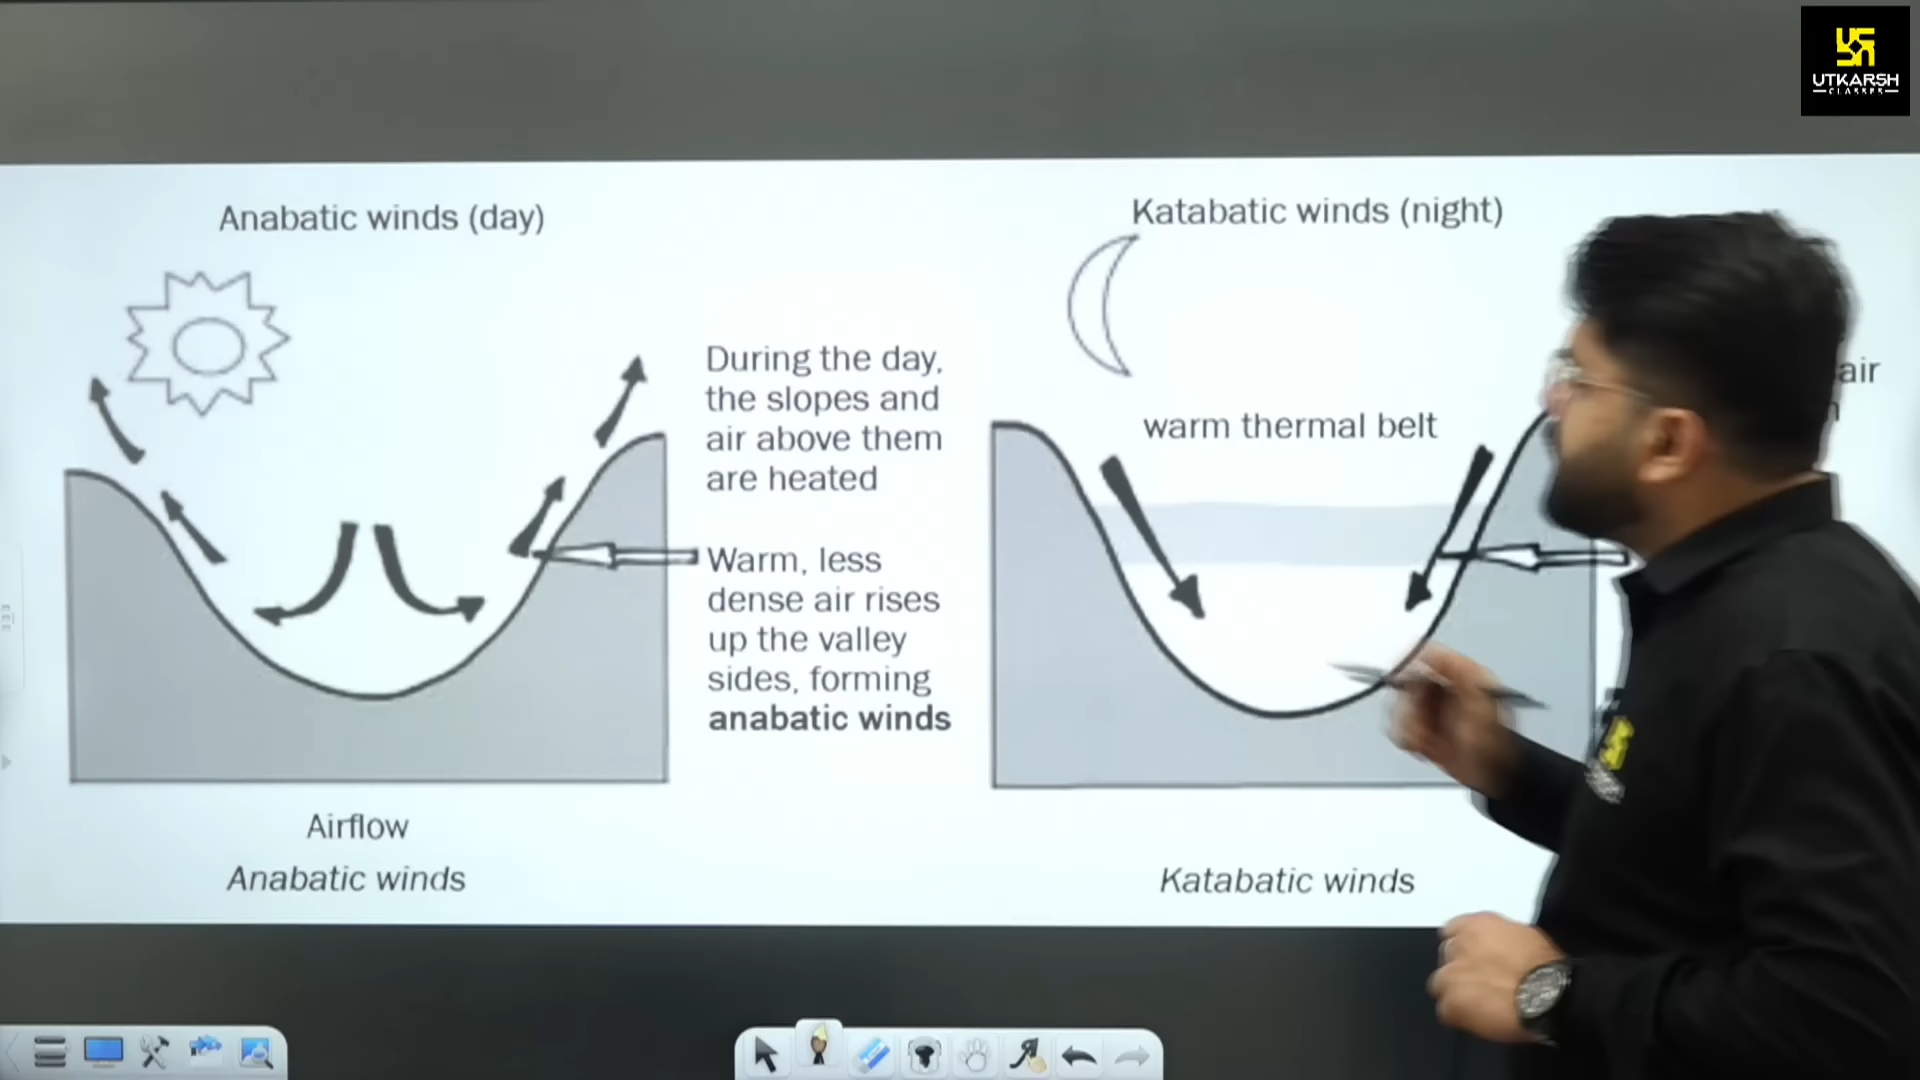 UTKARSH
CLASSES
Anabatic winds (day)
Katabatic winds (night)
During the day,
the slopes and
air above them
are heated
Warm, less
dense air rises
up the valley
sides, forming
anabatic winds
warm thermal belt
air
Airflow
Anabatic winds
Katabatic winds